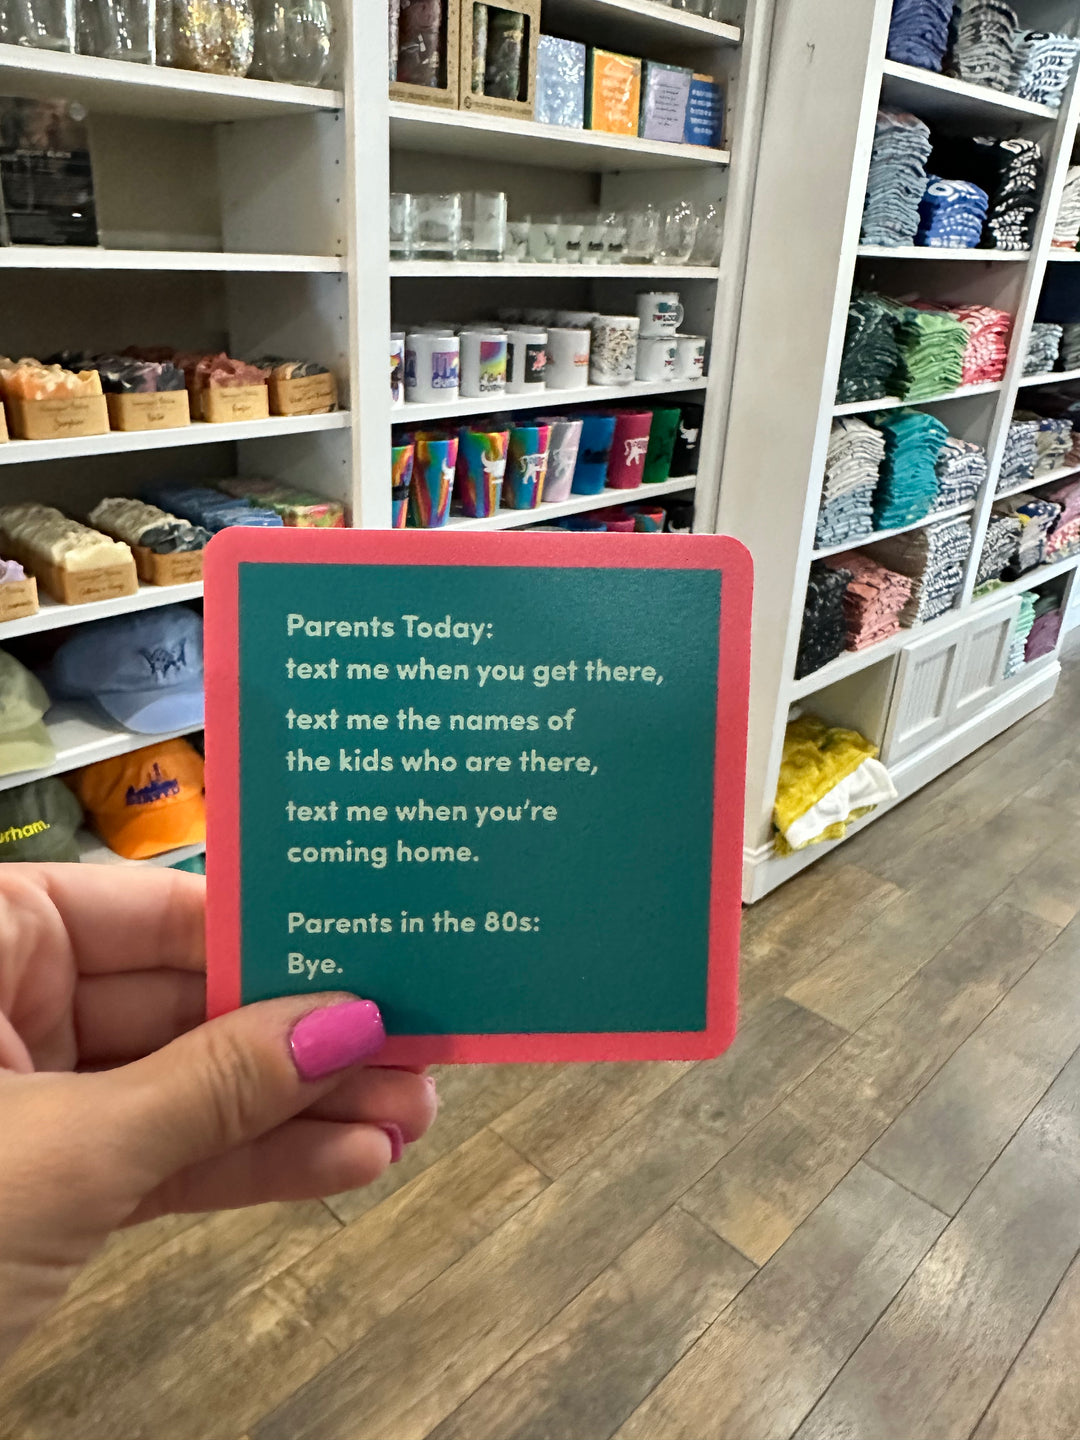 Parents Today:
text me when you get there,
text me the names of
the kids who are there,
text me when you're
coming home.
Parents in the 80s:
Bye.